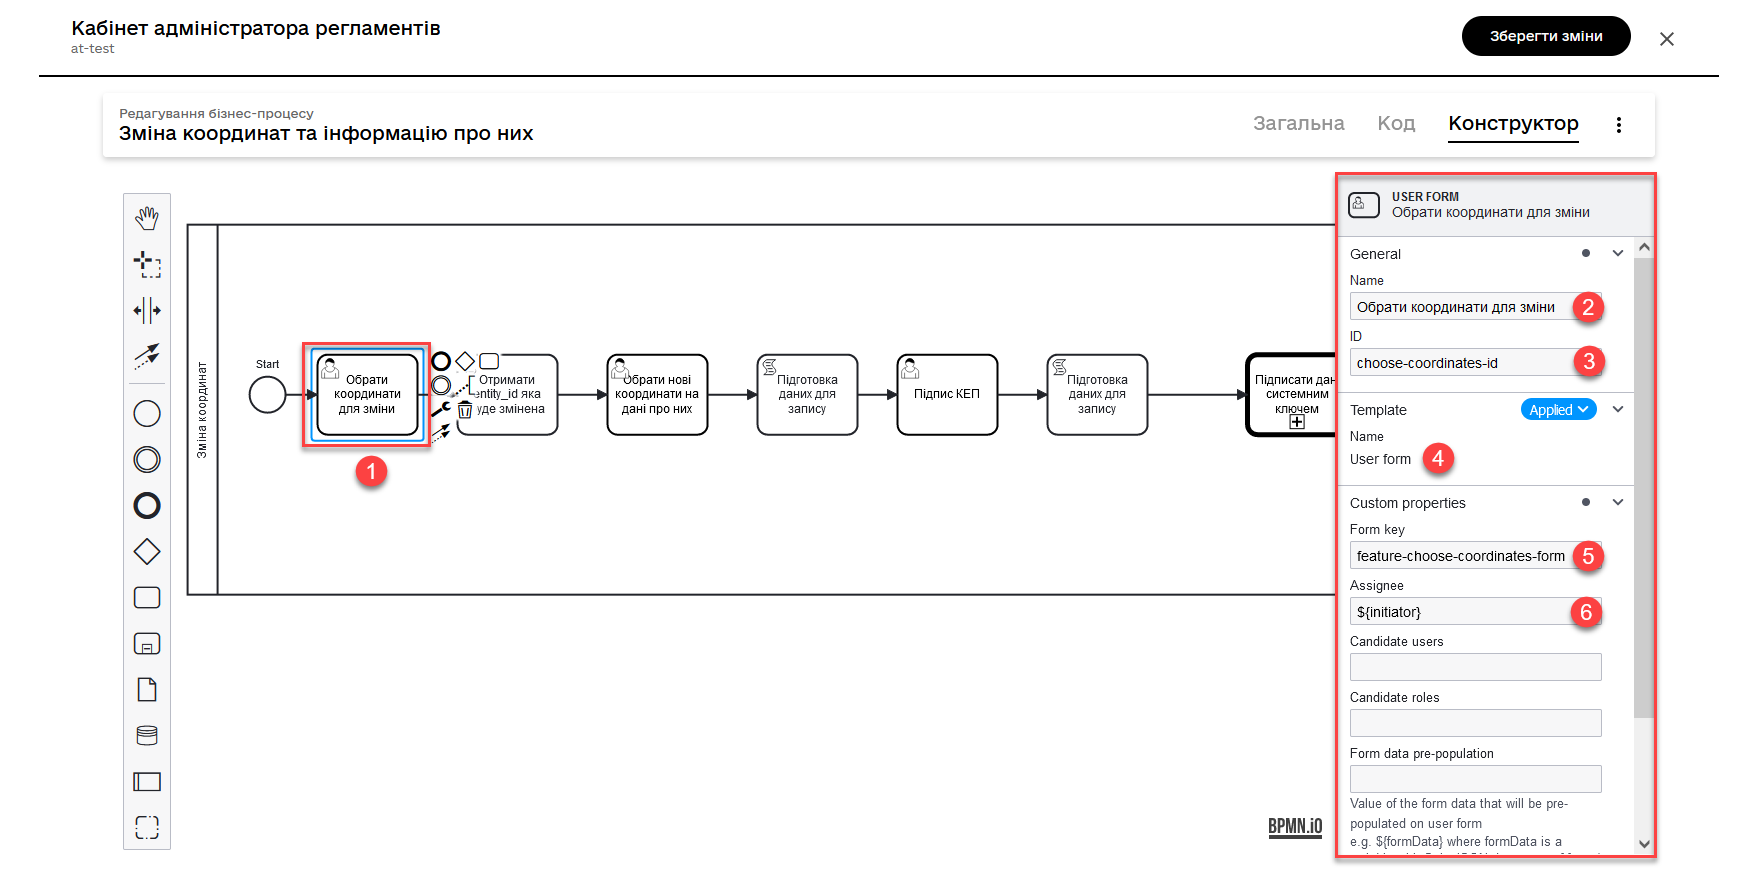 Кабінет адміністратора регламентів
at-test
Зберегти зміни
Редагування бізнес-процесу
Зміна координат та інформацію про них
Загальна
Код
Конструктор
Зміна координат
Start
Обрати
координати
для зміни
1
Отримати
entity_id яка
уде змінена
Обрати нові
координати на
дані про них
Підготовка
даних для
запису
Підпис КЕП
Підготовка
даних для
запису
Підписати дан
системним
ключем
BPMN.iO
USER FORM
Обрати координати для зміни
General
Name
Обрати координати для зміни
2
ID
choose-coordinates-id
3
Template
Applied
Name
User form
4
Custom properties
Form key
feature-choose-coordinates-form
5
Assignee
${initiator}
6
Candidate users
Candidate roles
Form data pre-population
Value of the form data that will be pre-
populated on user form
e.g. ${formData} where formData is a